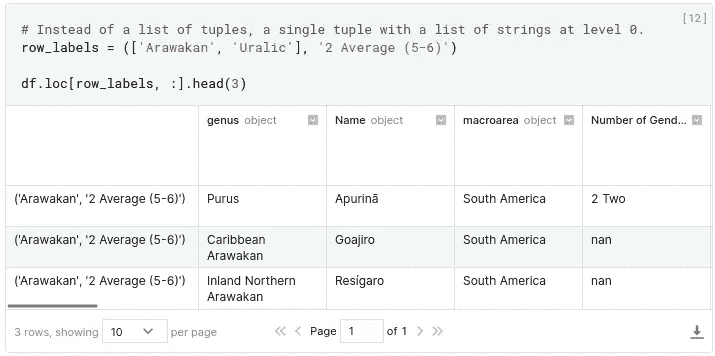 [12]
# Instead of a list of tuples, a single tuple with a list of strings at level 0.
row_labels = (['Arawakan', 'Uralic'], '2 Average (5-6)')
df.loc[row_labels, :].head(3)
genus object Name object macroarea object Number of Gend...
('Arawakan', '2 Average (5-6)') Purus Apurinã South America 2 Two
('Arawakan', '2 Average (5-6)') Caribbean Goajiro South America nan
Arawakan
('Arawakan', '2 Average (5-6)') Inland Northern Resígaro South America nan
Arawakan
3 rows, showing 10 per page Page 1 of 1